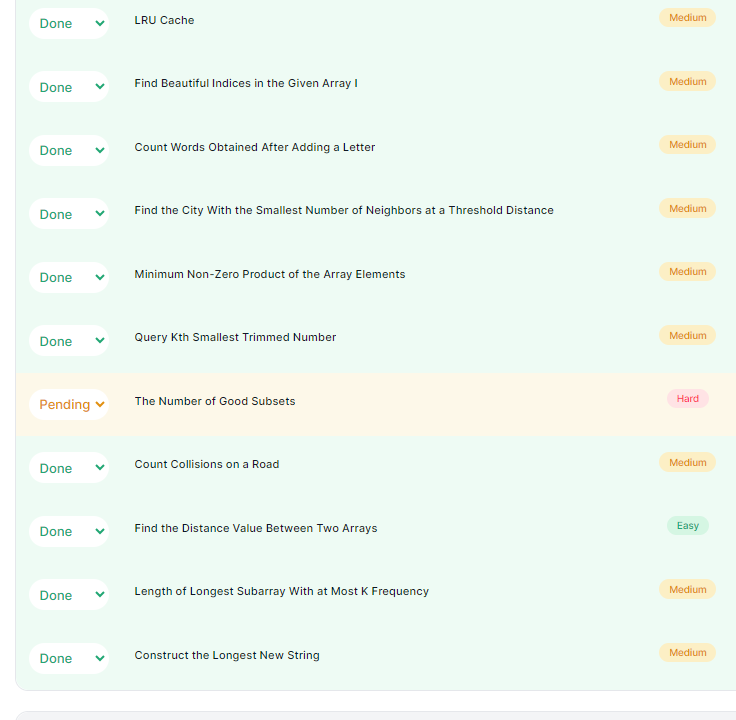 Done LRU Cache Medium
Done Find Beautiful Indices in the Given Array I Medium
Done Count Words Obtained After Adding a Letter Medium
Done Find the City With the Smallest Number of Neighbors at a Threshold Distance Medium
Done Minimum Non-Zero Product of the Array Elements Medium
Done Query Kth Smallest Trimmed Number Medium
Pending The Number of Good Subsets Hard
Done Count Collisions on a Road Medium
Done Find the Distance Value Between Two Arrays Easy
Done Length of Longest Subarray With at Most K Frequency Medium
Done Construct the Longest New String Medium